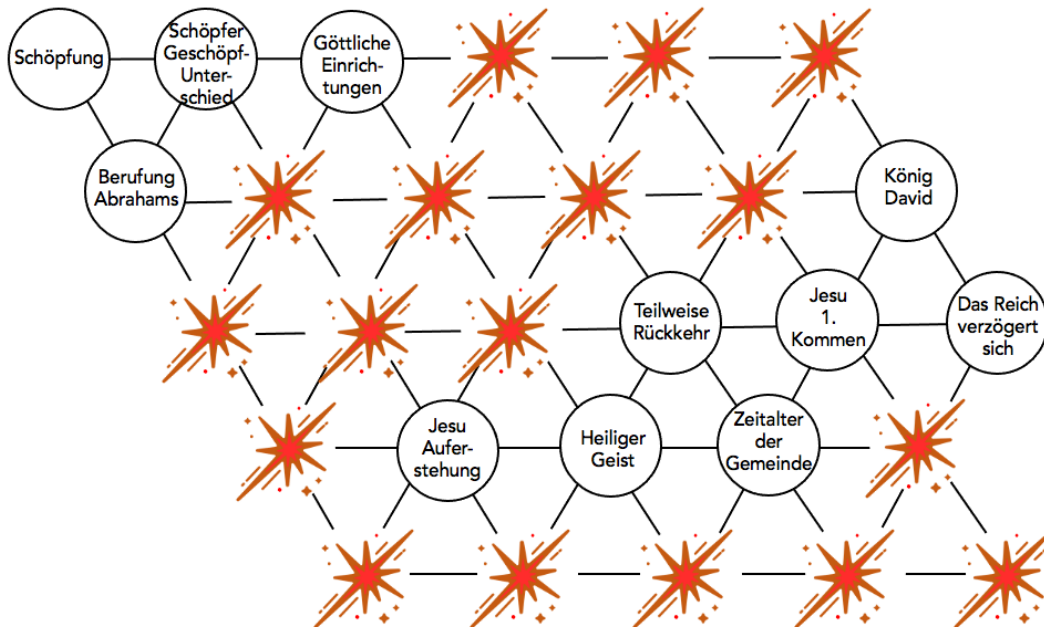 Schöpfung
Schöpfer
Geschöpf-
Unter-
schied
Göttliche
Einrich-
tungen
Berufung
Abrahams
König
David
Teilweise
Rückkehr
Jesu
1.
Kommen
Das Reich
verzögert
sich
Jesu
Aufer-
stehung
Heiliger
Geist
Zeitalter
der
Gemeinde